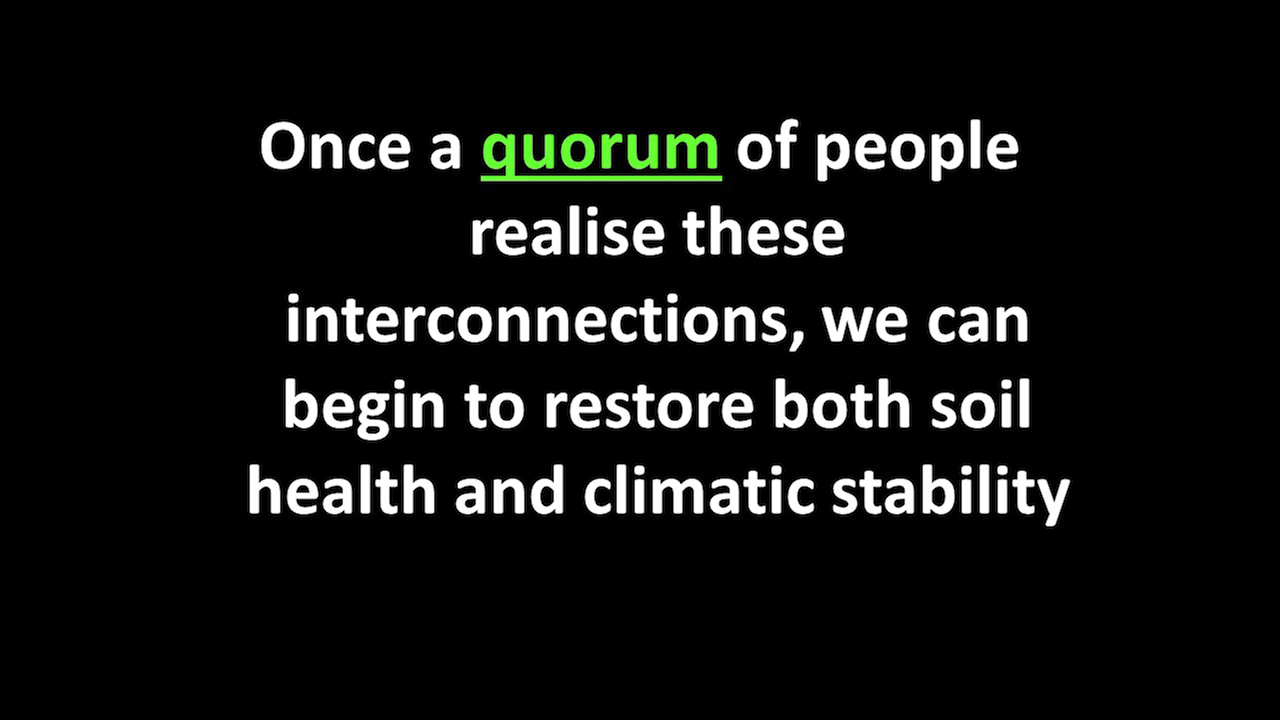 Once a quorum of people
realise these
interconnections, we can
begin to restore both soil
health and climatic stability